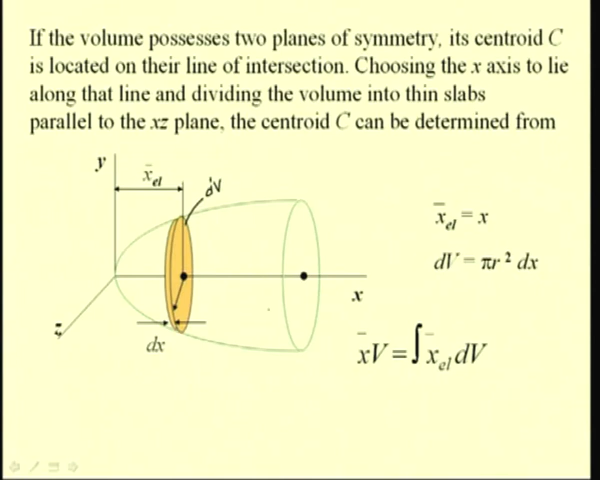 If the volume possesses two planes of symmetry, its centroid C
is located on their line of intersection. Choosing the x axis to lie
along that line and dividing the volume into thin slabs
parallel to the xz plane, the centroid C can be determined from
y
x̄el
dV
x̄el = x
dV = πr² dx
x
z
dx
x̄V = ∫ x̄el dV